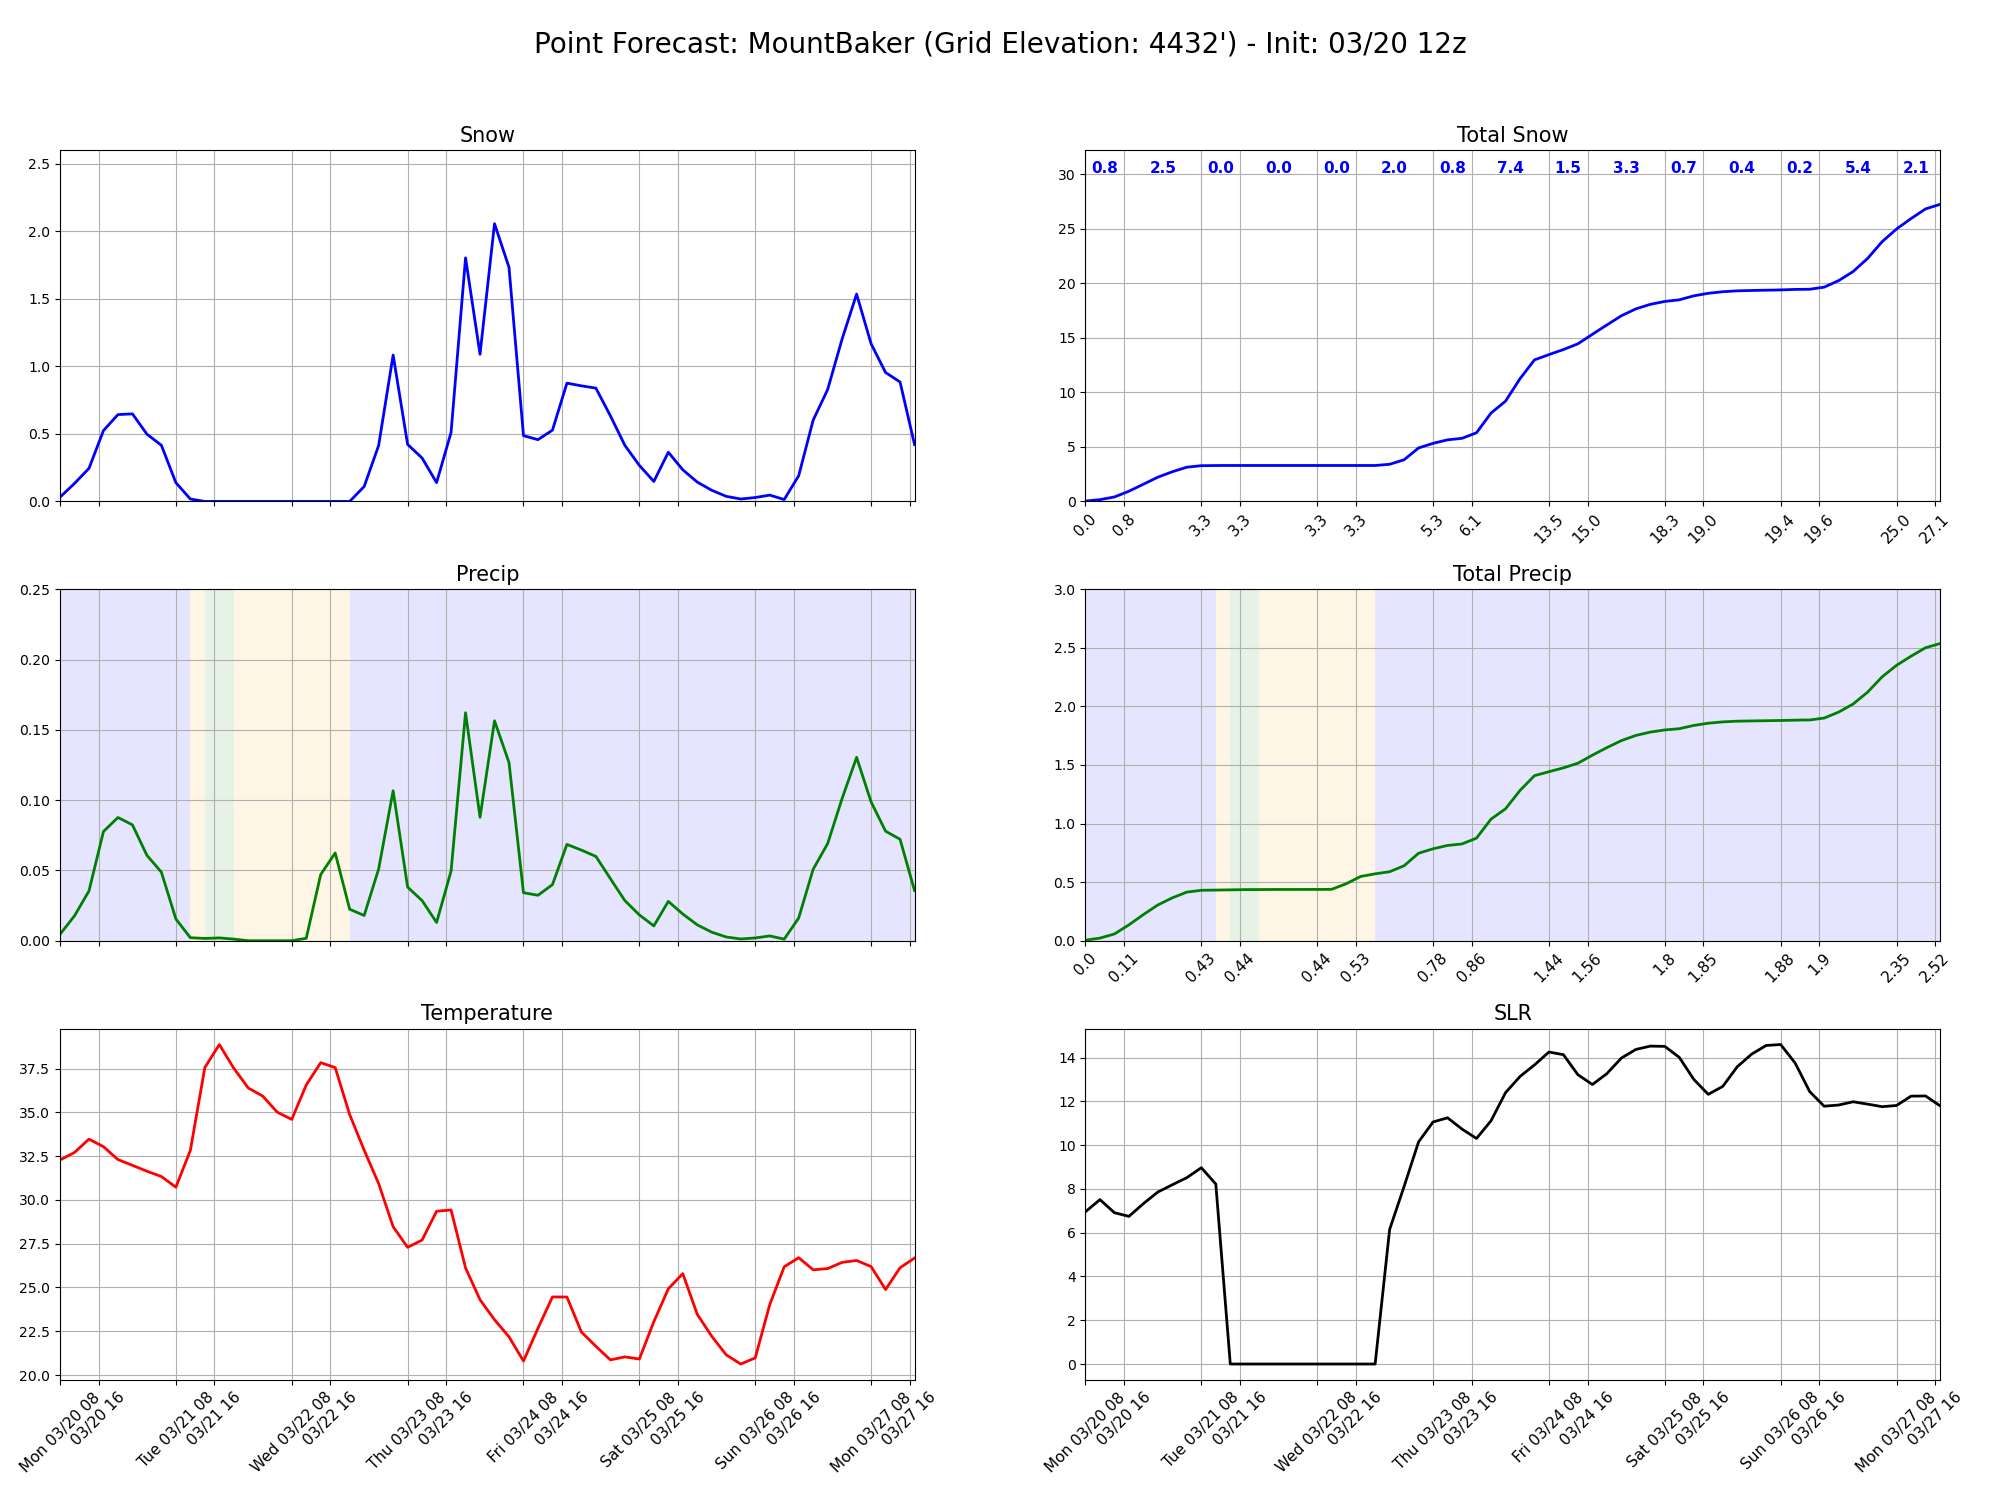 Point Forecast: MountBaker (Grid Elevation: 4432') - Init: 03/20 12z
Snow
2.5
2.0
1.5
1.0
0.5
0.0
Total Snow
0.8 2.5 0.0 0.0 0.0 2.0 0.8 7.4 1.5 3.3 0.7 0.4 0.2 5.4 2.1
30
25
20
15
10
5
0
0.0 0.8 3.3 3.3 3.3 3.3 5.3 6.1 13.5 15.0 18.3 19.0 19.4 19.6 25.0 27.1
Precip
0.25
0.20
0.15
0.10
0.05
0.00
Total Precip
3.0
2.5
2.0
1.5
1.0
0.5
0.0
0.0 0.11 0.43 0.44 0.44 0.53 0.78 0.86 1.44 1.56 1.8 1.85 1.88 1.9 2.35 2.52
Temperature
37.5
35.0
32.5
30.0
27.5
25.0
22.5
20.0
Mon 03/20 08
03/20 16
Tue 03/21 08
03/21 16
Wed 03/22 08
03/22 16
Thu 03/23 08
03/23 16
Fri 03/24 08
03/24 16
Sat 03/25 08
03/25 16
Sun 03/26 08
03/26 16
Mon 03/27 08
03/27 16
SLR
14
12
10
8
6
4
2
0
Mon 03/20 08
03/20 16
Tue 03/21 08
03/21 16
Wed 03/22 08
03/22 16
Thu 03/23 08
03/23 16
Fri 03/24 08
03/24 16
Sat 03/25 08
03/25 16
Sun 03/26 08
03/26 16
Mon 03/27 08
03/27 16